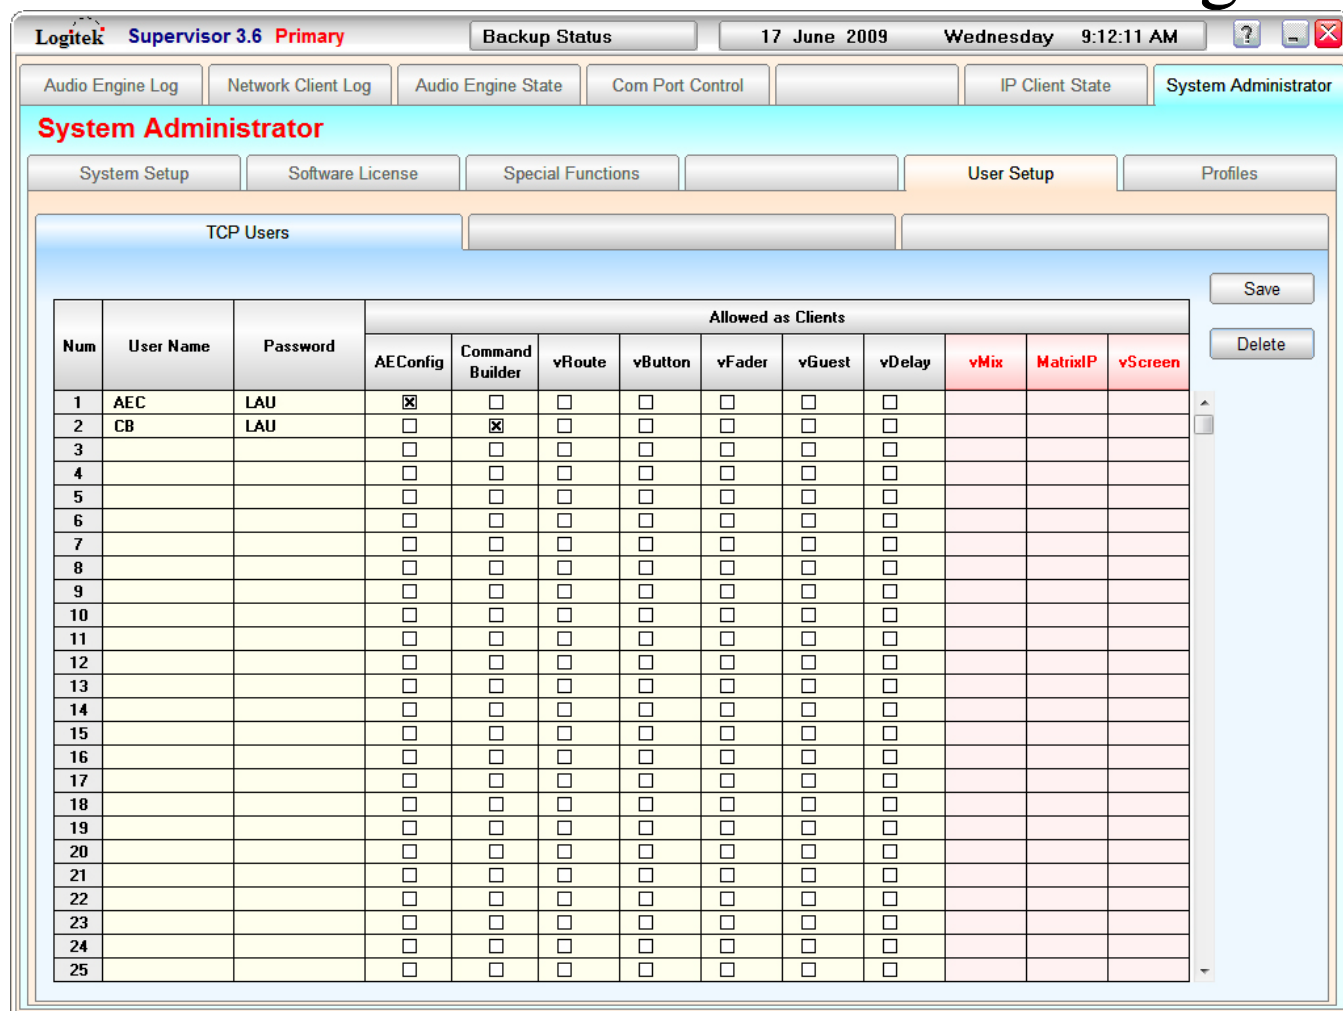 Logitek Supervisor 3.6 Primary Backup Status 17 June 2009 Wednesday 9:12:11 AM ?
Audio Engine Log Network Client Log Audio Engine State Com Port Control IP Client State System Administrator
System Administrator
System Setup Software License Special Functions User Setup Profiles
TCP Users
Save
Delete
Allowed as Clients
Num User Name Password AEConfig Command Builder vRoute vButton vFader vGuest vDelay vMix MatrixIP vScreen
1 AEC LAU
2 CB LAU
3
4
5
6
7
8
9
10
11
12
13
14
15
16
17
18
19
20
21
22
23
24
25